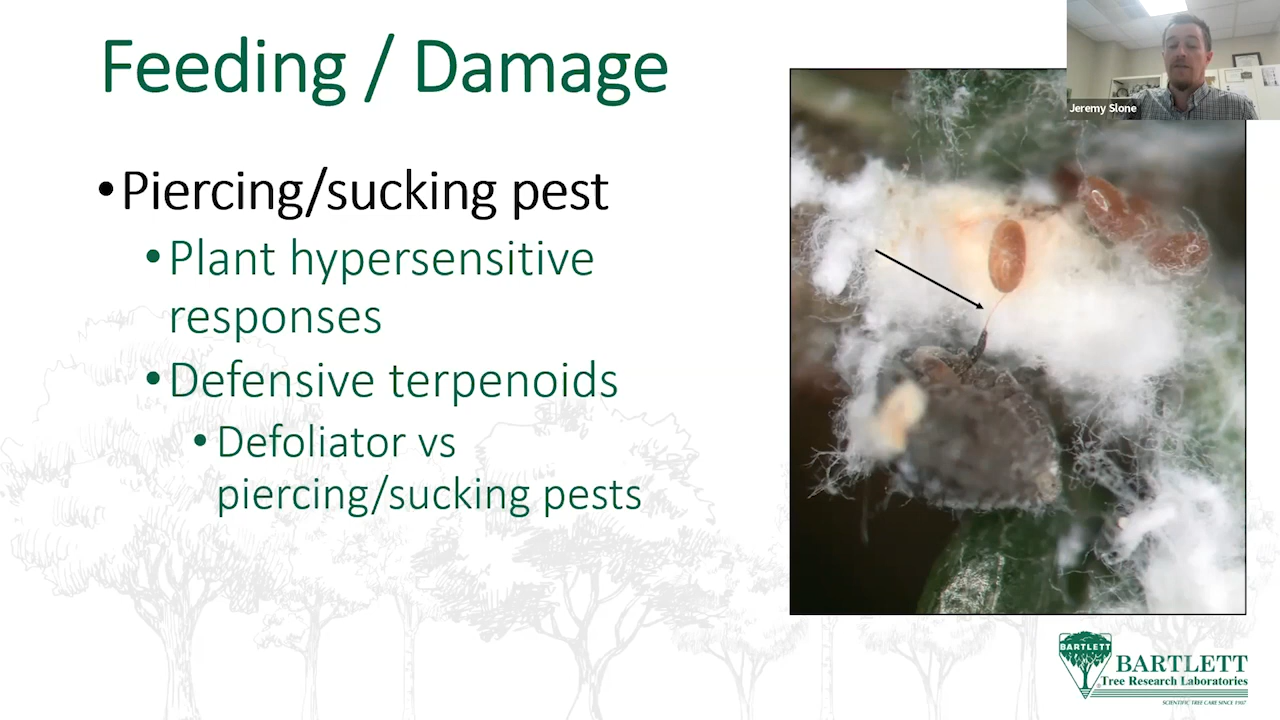 Feeding / Damage
Jeremy Slone
•Piercing/sucking pest
•Plant hypersensitive
responses
•Defensive terpenoids
•Defoliator vs
piercing/sucking pests
BARTLETT
BARTLETT
Tree Research Laboratories
SCIENTIFIC TREE CARE SINCE 1907